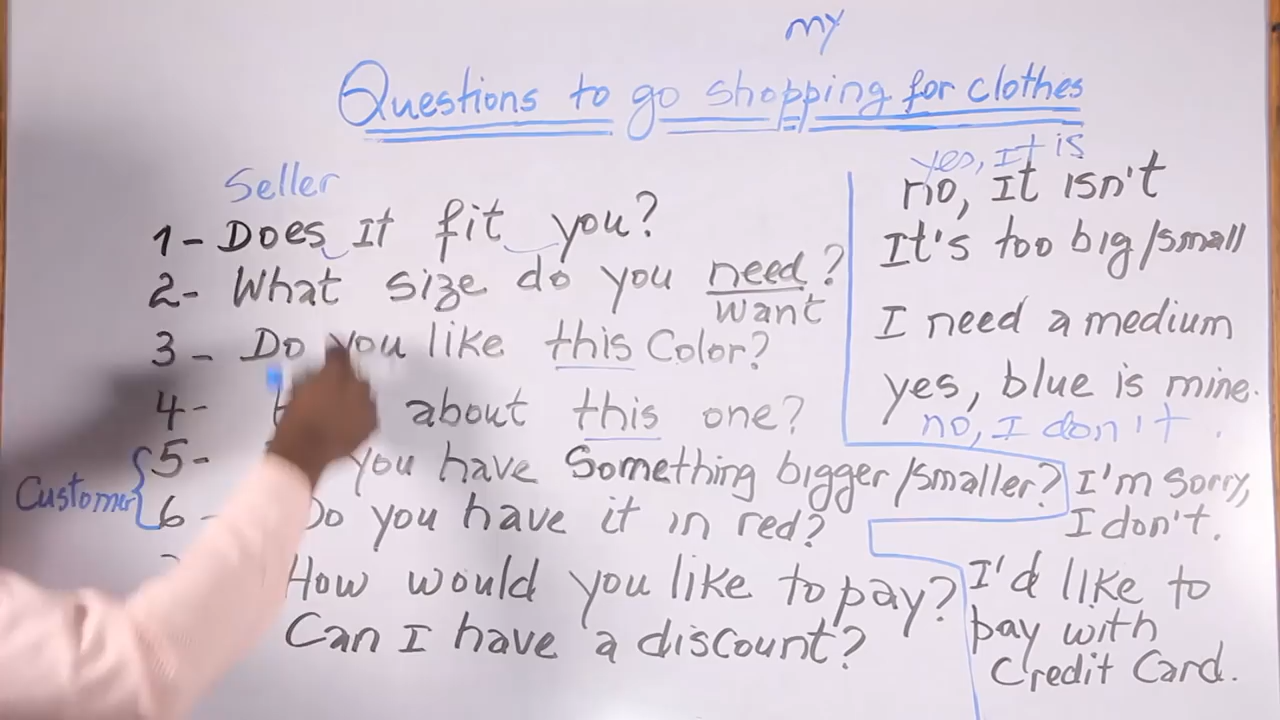 my
Questions to go shopping for clothes
Seller
1- Does it fit you?
2- What size do you need?
want
3- Do you like this Color?
4- about this one?
Customer
5- you have Something bigger/smaller?
6- Do you have it in red?
How would you like to pay?
Can I have a discount?
yes, It is
no, It isn't
It's too big/small
I need a medium
yes, blue is mine.
no, I don't.
I'm Sorry,
I don't.
I'd like to
pay with
Credit Card.